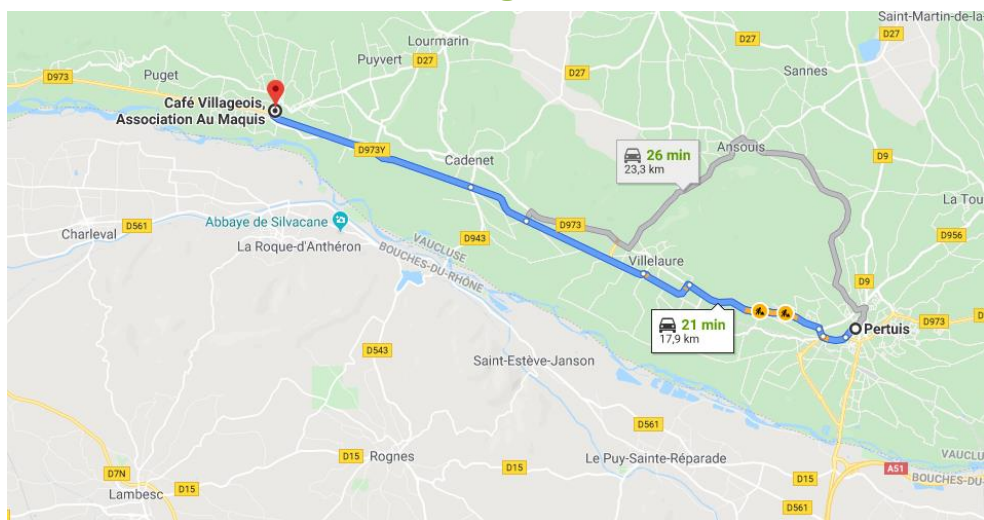 Saint-Martin-de-la-
D27
D27
Lourmarin
Puyvert
D27
D27
Sannes
D973
Puget
Café Villageois,
Association Au Maquis
D973Y
Cadenet
26 min
23,3 km
Ansouis
D9
La Tou
D561
Charleval
Abbaye de Silvacane
La Roque-d'Anthéron
D943
D973
D956
VAUCLUSE
BOUCHES-DU-RHÔNE
Villelaure
D9
21 min
17,9 km
Pertuis
D973
D
D543
Saint-Estève-Janson
D561
D15
Rognes
D15
Le Puy-Sainte-Réparade
A51
VAUCLU
BOUCHES-DU-
D7N
Lambesc
D15
D561